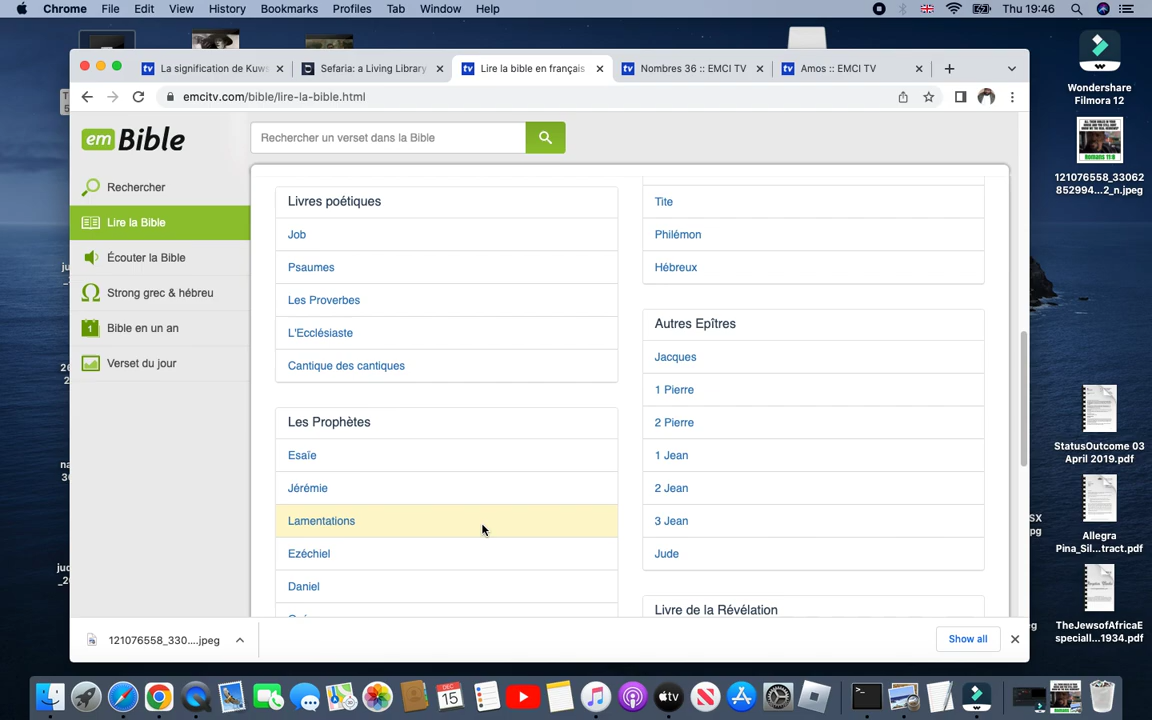 Chrome File Edit View History Bookmarks Profiles Tab Window Help Thu 19:46
La signification de Kuw
Sefaria: a Living Library
Lire la bible en français
Nombres 36 :: EMCI TV
Amos :: EMCI TV
emcitv.com/bible/lire-la-bible.html
em Bible
Rechercher un verset dans la Bible
Rechercher
Lire la Bible
Écouter la Bible
Strong grec & hébreu
1 Bible en un an
Verset du jour
Livres poétiques
Job
Psaumes
Les Proverbes
L'Ecclésiaste
Cantique des cantiques
Les Prophètes
Esaïe
Jérémie
Lamentations
Ezéchiel
Daniel
Tite
Philémon
Hébreux
Autres Epîtres
Jacques
1 Pierre
2 Pierre
1 Jean
2 Jean
3 Jean
Jude
Livre de la Révélation
121076558_330....jpeg
Show all
Wondershare
Filmora 12
121076558_33062
852994...2_n.jpeg
StatusOutcome 03
April 2019.pdf
Allegra
Pina_Sil...tract.pdf
TheJewsofAfricaE
speciall...1934.pdf
DEC
15
tv